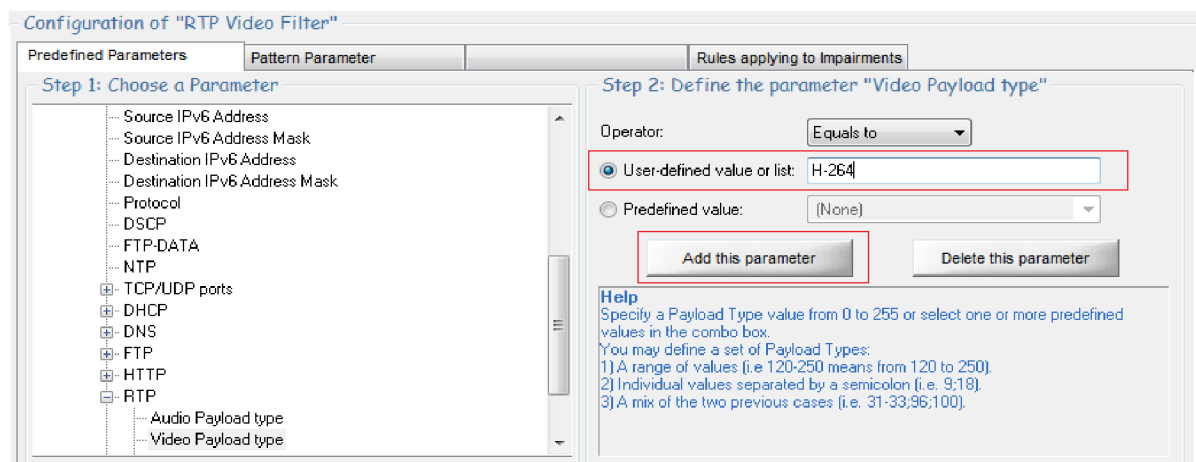 Configuration of "RTP Video Filter"
Predefined Parameters
Pattern Parameter
Rules applying to Impairments
Step 1: Choose a Parameter
Source IPv6 Address
Source IPv6 Address Mask
Destination IPv6 Address
Destination IPv6 Address Mask
Protocol
DSCP
FTP-DATA
NTP
TCP/UDP ports
DHCP
DNS
FTP
HTTP
RTP
Audio Payload type
Video Payload type
Step 2: Define the parameter "Video Payload type"
Operator:
Equals to
User-defined value or list:
H-264
Predefined value:
(None)
Add this parameter
Delete this parameter
Help
Specify a Payload Type value from 0 to 255 or select one or more predefined
values in the combo box.
You may define a set of Payload Types:
1) A range of values (i.e 120-250 means from 120 to 250).
2) Individual values separated by a semicolon (i.e. 9;18).
3) A mix of the two previous cases (i.e. 31-33;96;100).